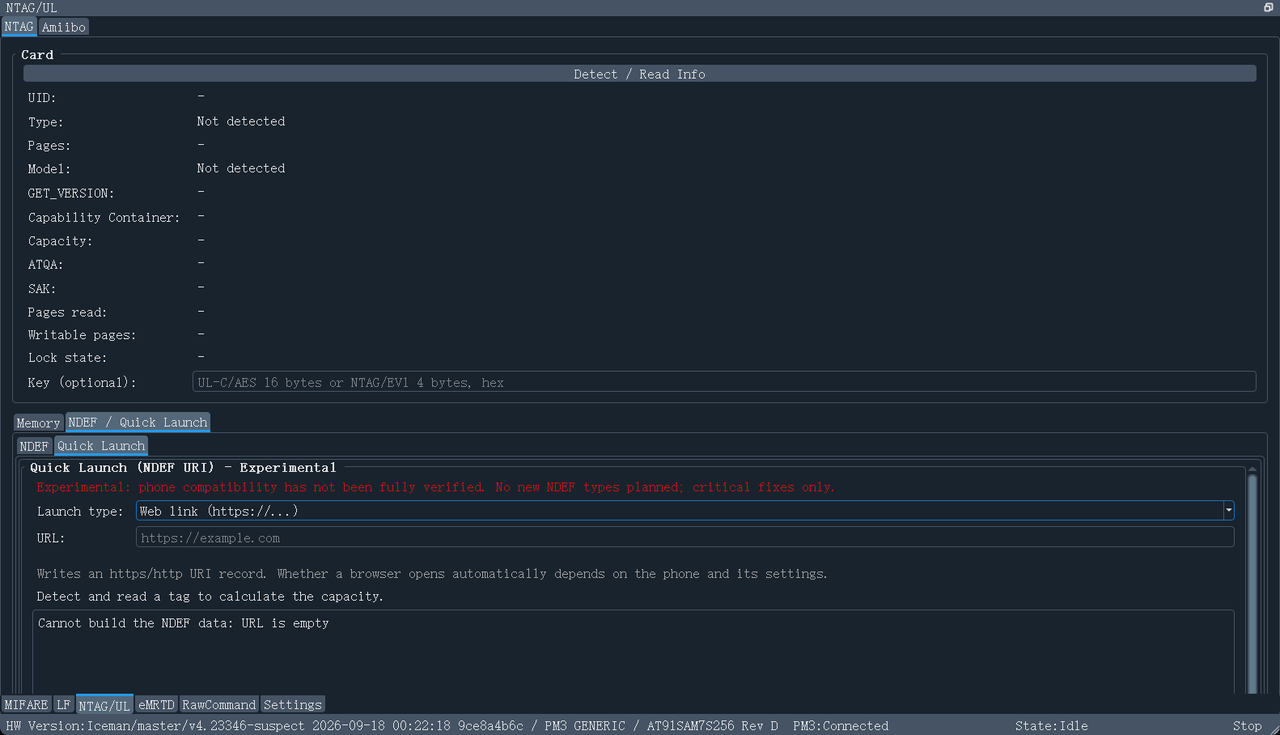 NTAG/UL
NTAG Amiibo
Card
Detect / Read Info
UID: -
Type: Not detected
Pages: -
Model: Not detected
GET_VERSION: -
Capability Container: -
Capacity: -
ATQA: -
SAK: -
Pages read: -
Writable pages: -
Lock state: -
Key (optional): UL-C/AES 16 bytes or NTAG/EV1 4 bytes, hex
Memory NDEF / Quick Launch
NDEF Quick Launch
Quick Launch (NDEF URI) - Experimental
Experimental: phone compatibility has not been fully verified. No new NDEF types planned; critical fixes only.
Launch type: Web link (https://...)
URL: https://example.com
Writes an https/http URI record. Whether a browser opens automatically depends on the phone and its settings.
Detect and read a tag to calculate the capacity.
Cannot build the NDEF data: URL is empty
MIFARE LF NTAG/UL eMRTD RawCommand Settings
HW Version:Iceman/master/v4.23346-suspect 2026-09-18 00:22:18 9ce8a4b6c / PM3 GENERIC / AT91SAM7S256 Rev D PM3:Connected State:Idle Stop